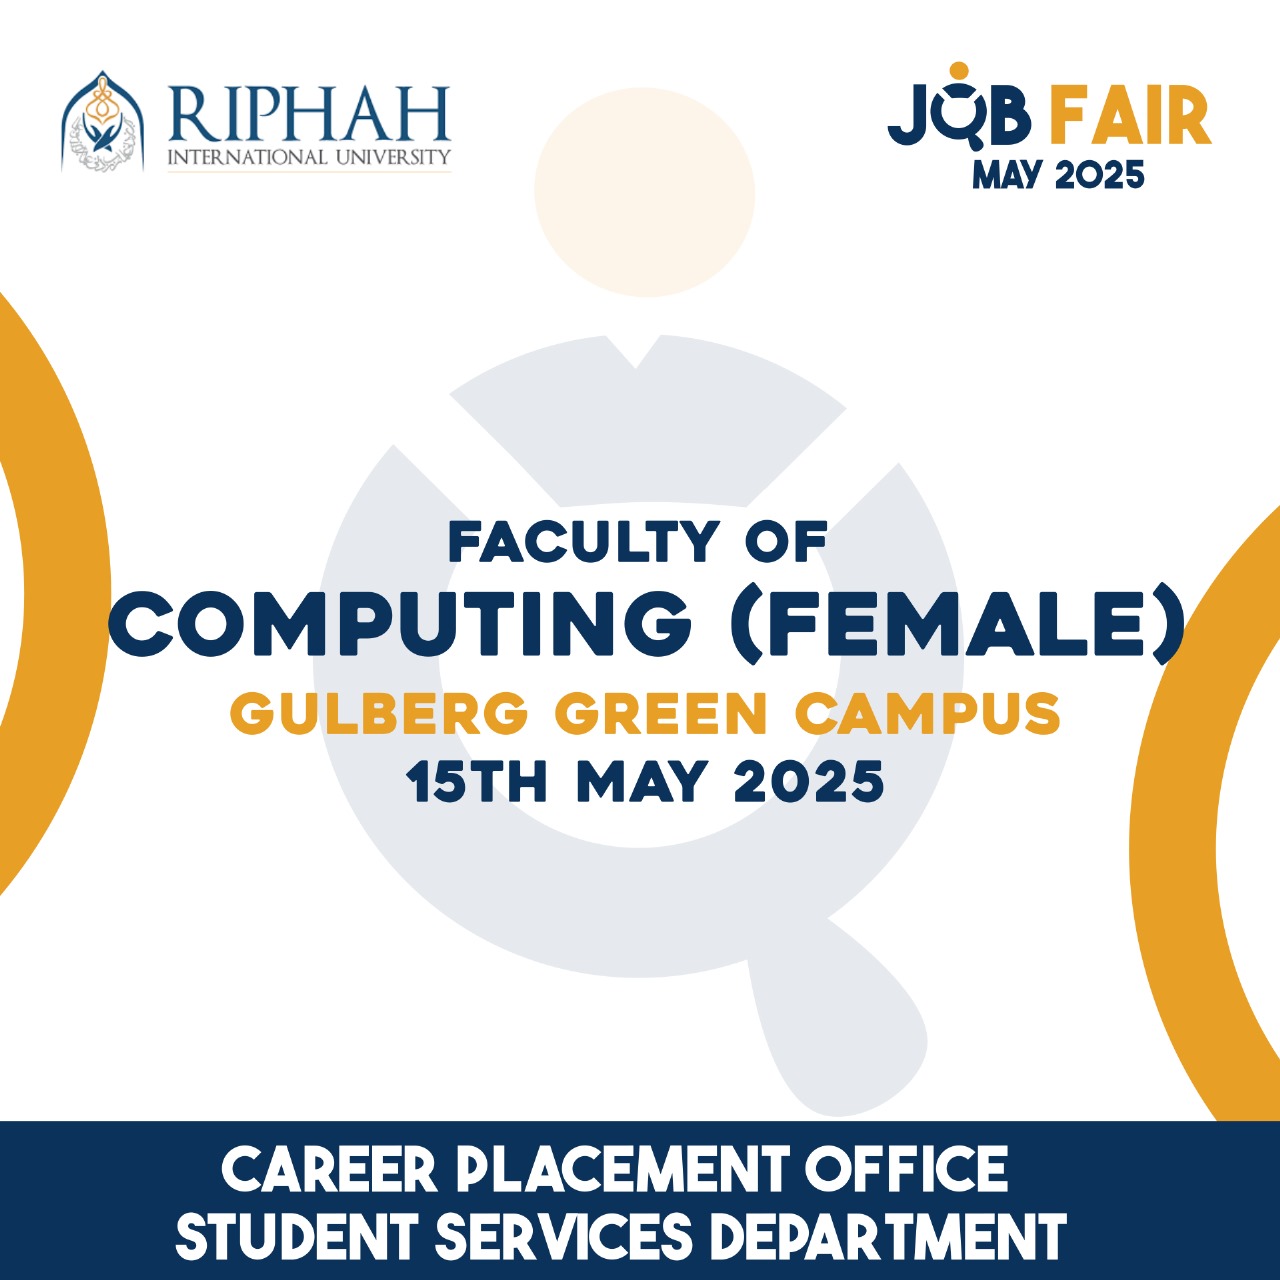 RIPHAH
INTERNATIONAL UNIVERSITY
JOB FAIR
MAY 2025
FACULTY OF
COMPUTING (FEMALE)
GULBERG GREEN CAMPUS
15TH MAY 2025
CAREER PLACEMENT OFFICE
STUDENT SERVICES DEPARTMENT